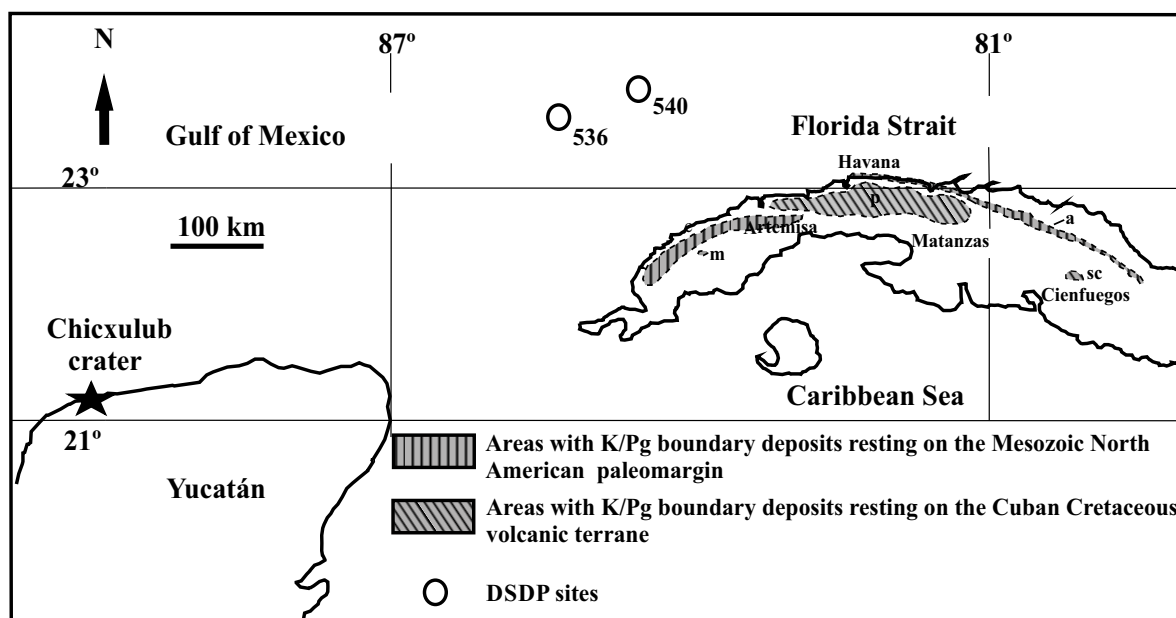 87º
81º
N
540
536
Gulf of Mexico
Florida Strait
Havana
23º
p
a
100 km
c
Artemisa
m
Matanzas
sc
Cienfuegos
Chicxulub
crater
Caribbean Sea
21º
Areas with K/Pg boundary deposits resting on the Mesozoic North
American paleomargin
Yucatán
Areas with K/Pg boundary deposits resting on the Cuban Cretaceous
volcanic terrane
DSDP sites